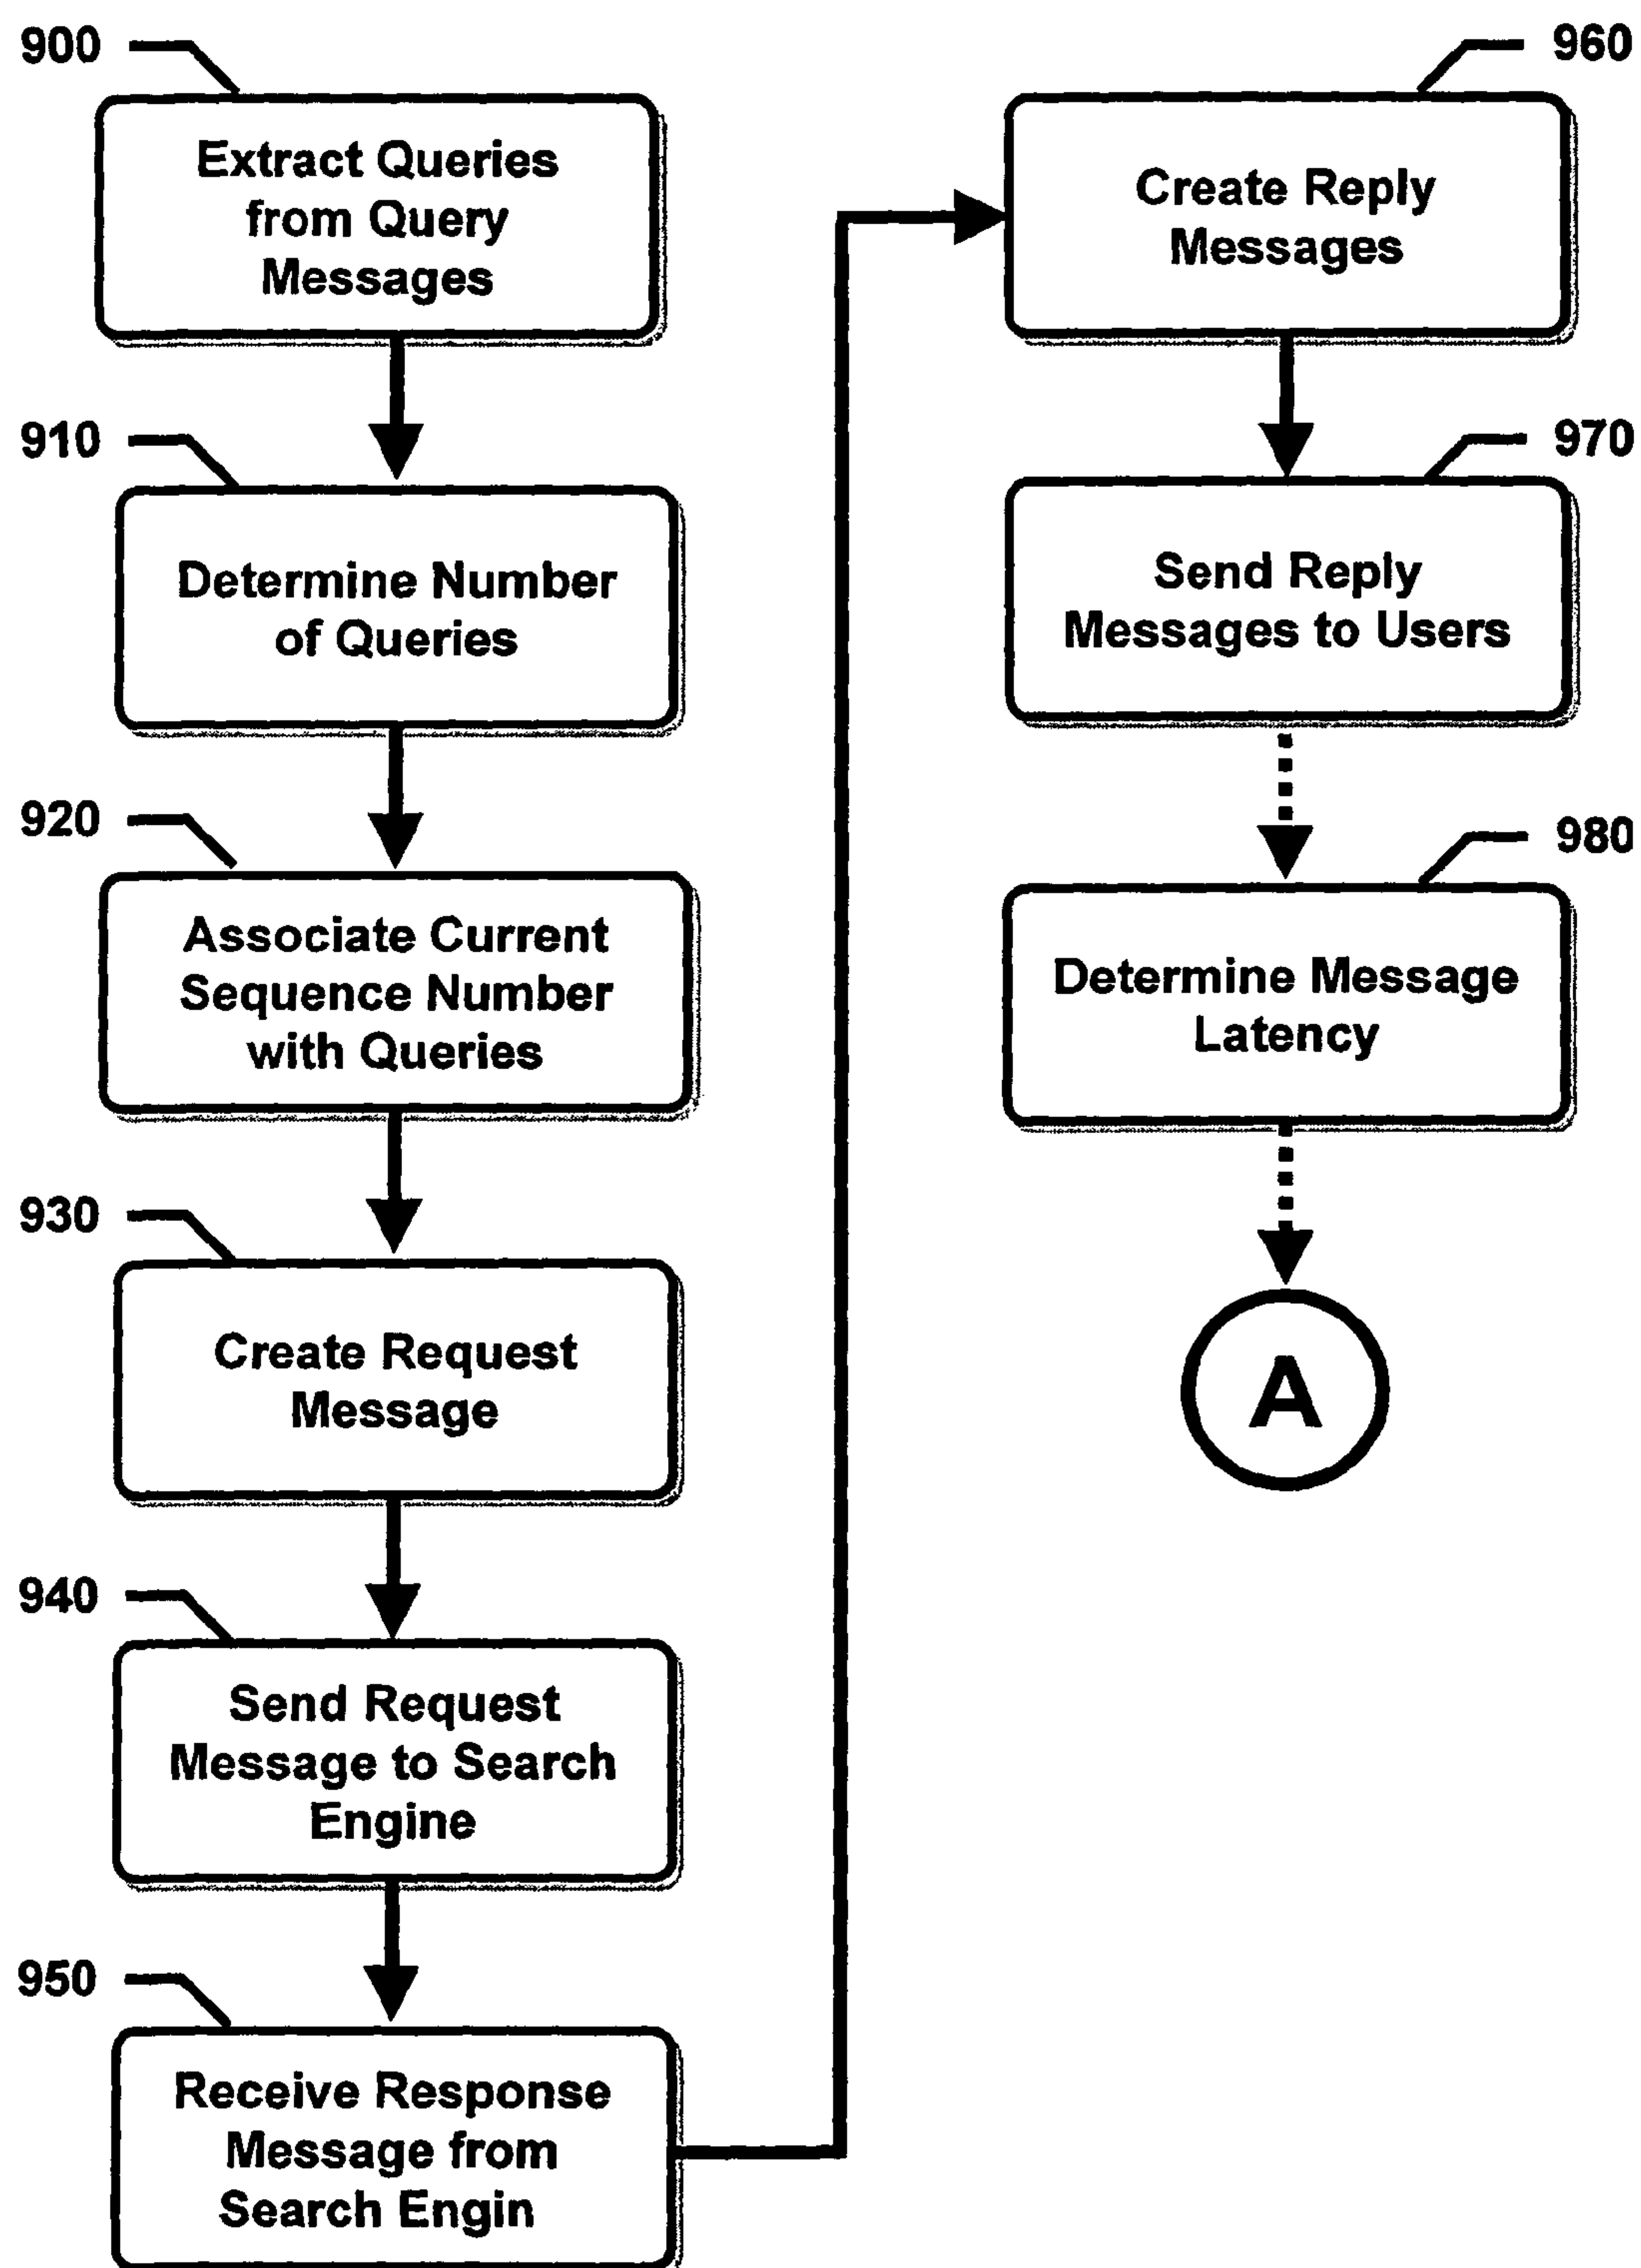 900
Extract Queries
from Query
Messages
910
Determine Number
of Queries
920
Associate Current
Sequence Number
with Queries
930
Create Request
Message
940
Send Request
Message to Search
Engine
950
Receive Response
Message from
Search Engin
960
Create Reply
Messages
970
Send Reply
Messages to Users
980
Determine Message
Latency
A